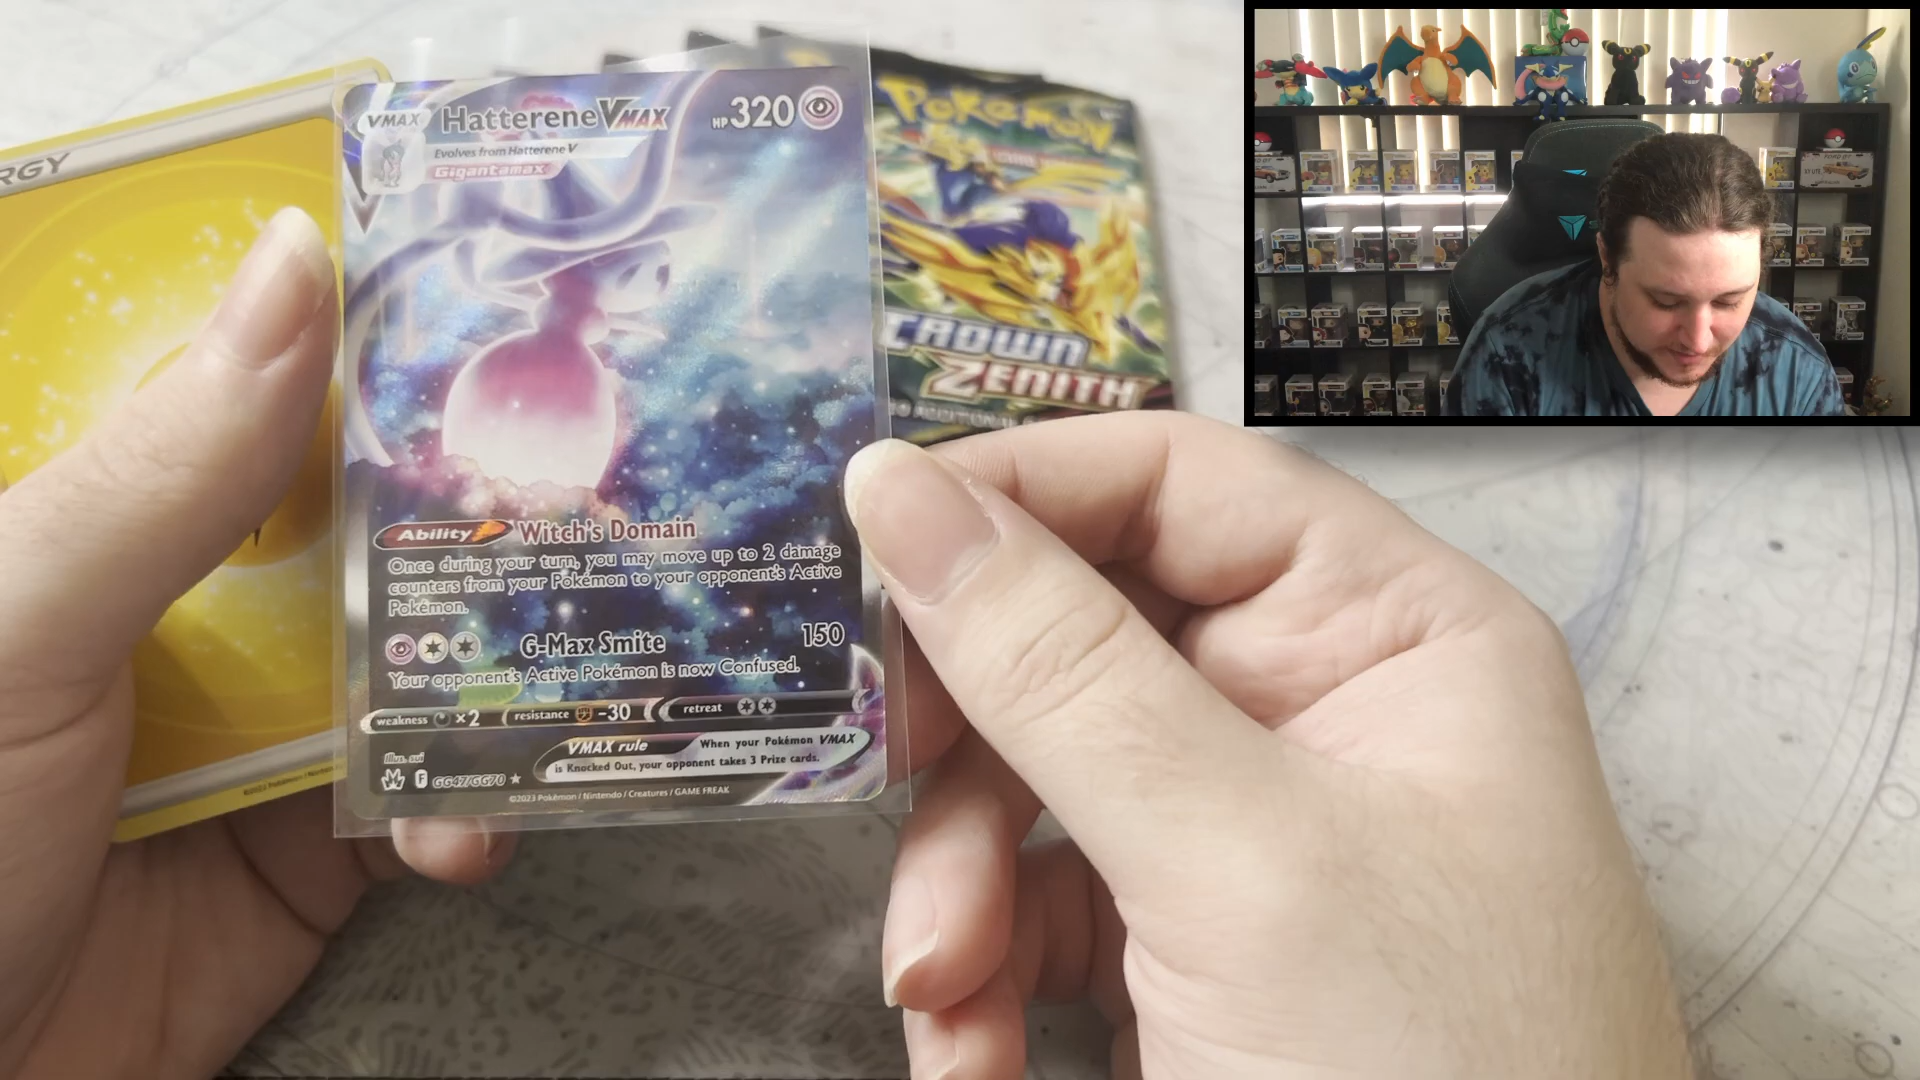 RGY
VMAX Hatterene VMAX HP 320
Evolves from Hatterene V
Gigantamax
Ability Witch's Domain
Once during your turn, you may move up to 2 damage
counters from your Pokémon to your opponent's Active
Pokémon.
G-Max Smite 150
Your opponent's Active Pokémon is now Confused.
weakness ×2 resistance -30 retreat
VMAX rule When your Pokémon VMAX
is Knocked Out, your opponent takes 3 Prize cards.
Illus. sui
F GG47/GG70
©2023 Pokémon / Nintendo / Creatures / GAME FREAK
Pokémon
CROWN
ZENITH